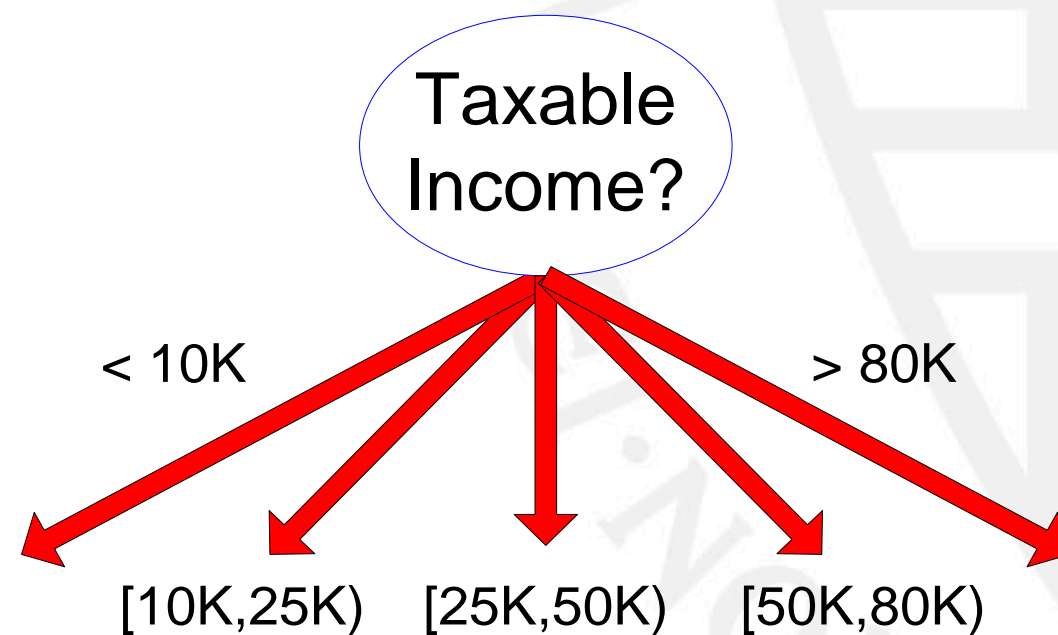 Taxable
Income?
< 10K
> 80K
[10K,25K)
[25K,50K)
[50K,80K)